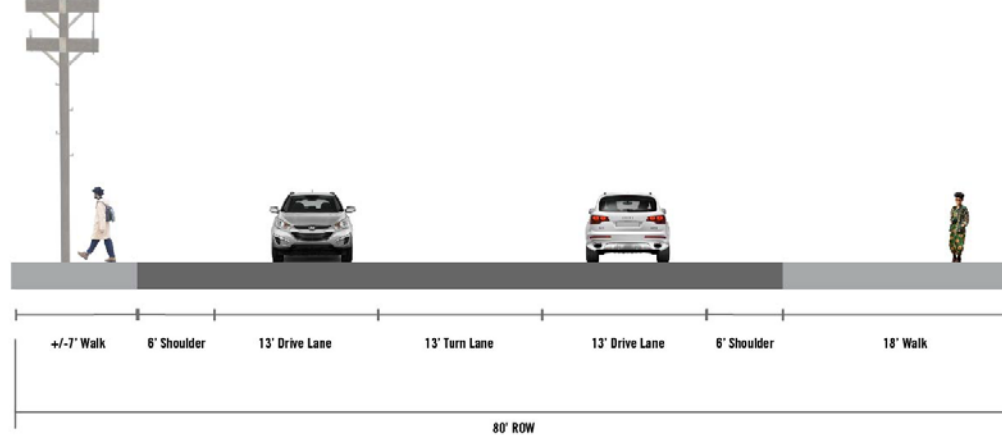 +/-7' Walk
6' Shoulder
13' Drive Lane
13' Turn Lane
13' Drive Lane
6' Shoulder
18' Walk
80' ROW